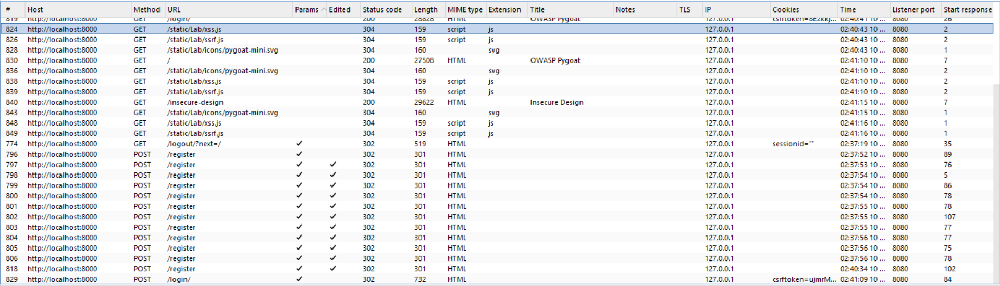 # Host Method URL Params Edited Status code Length MIME type Extension Title Notes TLS IP Cookies Time Listener port Start response
819 http://localhost:8000 GET /login/ 200 28828 HTML OWASP Pygoat 127.0.0.1 02:40:41 10 ... 8080 26
824 http://localhost:8000 GET /static/Lab/xss.js 304 159 script js 127.0.0.1 02:40:43 10 ... 8080 2
826 http://localhost:8000 GET /static/Lab/ssrf.js 304 159 script js 127.0.0.1 02:40:43 10 ... 8080 2
828 http://localhost:8000 GET /static/Lab/icons/pygoat-mini.svg 304 160 svg 127.0.0.1 02:40:43 10 ... 8080 1
830 http://localhost:8000 GET / 200 27508 HTML OWASP Pygoat 127.0.0.1 02:41:10 10 ... 8080 7
836 http://localhost:8000 GET /static/Lab/icons/pygoat-mini.svg 304 160 svg 127.0.0.1 02:41:10 10 ... 8080 2
838 http://localhost:8000 GET /static/Lab/xss.js 304 159 script js 127.0.0.1 02:41:10 10 ... 8080 2
839 http://localhost:8000 GET /static/Lab/ssrf.js 304 159 script js 127.0.0.1 02:41:10 10 ... 8080 2
840 http://localhost:8000 GET /insecure-design 200 29622 HTML Insecure Design 127.0.0.1 02:41:15 10 ... 8080 7
843 http://localhost:8000 GET /static/Lab/icons/pygoat-mini.svg 304 160 svg 127.0.0.1 02:41:15 10 ... 8080 1
848 http://localhost:8000 GET /static/Lab/xss.js 304 159 script js 127.0.0.1 02:41:16 10 ... 8080 1
849 http://localhost:8000 GET /static/Lab/ssrf.js 304 159 script js 127.0.0.1 02:41:16 10 ... 8080 1
774 http://localhost:8000 GET /logout/?next=/ ✓ 302 519 HTML 127.0.0.1 sessionid="" 02:37:19 10 ... 8080 35
796 http://localhost:8000 POST /register ✓ 302 301 HTML 127.0.0.1 02:37:52 10 ... 8080 89
797 http://localhost:8000 POST /register ✓ ✓ 302 301 HTML 127.0.0.1 02:37:53 10 ... 8080 76
798 http://localhost:8000 POST /register ✓ ✓ 302 301 HTML 127.0.0.1 02:37:54 10 ... 8080 5
799 http://localhost:8000 POST /register ✓ ✓ 302 301 HTML 127.0.0.1 02:37:54 10 ... 8080 86
800 http://localhost:8000 POST /register ✓ ✓ 302 301 HTML 127.0.0.1 02:37:54 10 ... 8080 78
801 http://localhost:8000 POST /register ✓ ✓ 302 301 HTML 127.0.0.1 02:37:55 10 ... 8080 78
802 http://localhost:8000 POST /register ✓ ✓ 302 301 HTML 127.0.0.1 02:37:55 10 ... 8080 107
803 http://localhost:8000 POST /register ✓ ✓ 302 301 HTML 127.0.0.1 02:37:55 10 ... 8080 77
804 http://localhost:8000 POST /register ✓ ✓ 302 301 HTML 127.0.0.1 02:37:56 10 ... 8080 77
805 http://localhost:8000 POST /register ✓ ✓ 302 301 HTML 127.0.0.1 02:37:56 10 ... 8080 75
806 http://localhost:8000 POST /register ✓ ✓ 302 301 HTML 127.0.0.1 02:37:56 10 ... 8080 78
818 http://localhost:8000 POST /register ✓ ✓ 302 301 HTML 127.0.0.1 02:40:34 10 ... 8080 102
829 http://localhost:8000 POST /login/ ✓ 302 732 HTML 127.0.0.1 csrftoken=ujmrM... 02:41:09 10 ... 8080 84